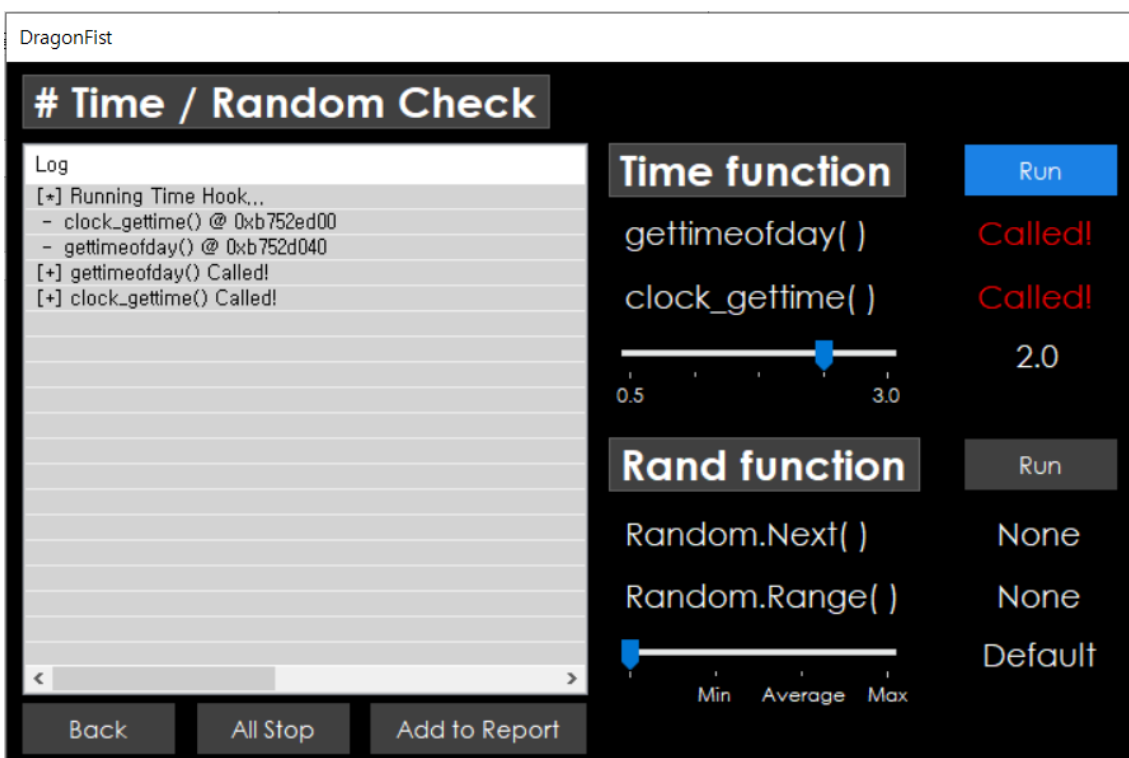 DragonFist
# Time / Random Check
Log
[*] Running Time Hook,,,
- clock_gettime() @ 0xb752ed00
- gettimeofday() @ 0xb752d040
[+] gettimeofday() Called!
[+] clock_gettime() Called!
Back
All Stop
Add to Report
Time function
Run
gettimeofday( )
Called!
clock_gettime( )
Called!
2.0
0.5
3.0
Rand function
Run
Random.Next( )
None
Random.Range( )
None
Default
Min
Average
Max